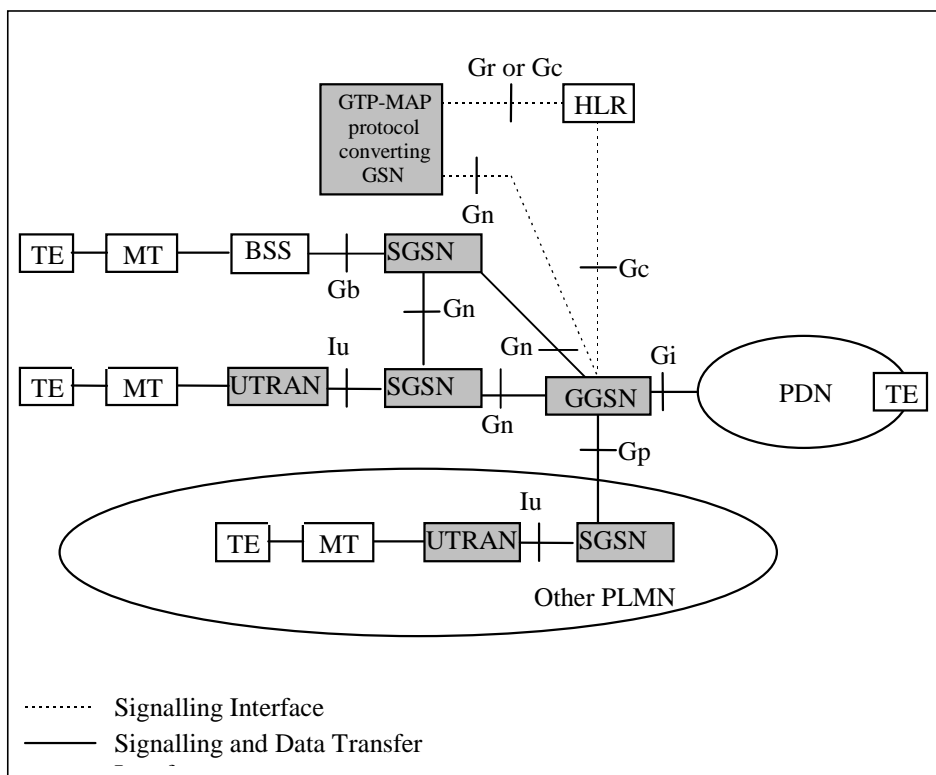 Gr or Gc
GTP-MAP
protocol
converting
GSN
HLR
Gn
TE
MT
BSS
Gb
SGSN
Gc
Gn
Gn
TE
MT
UTRAN
Iu
SGSN
Gn
GGSN
Gi
PDN
TE
Gp
TE
MT
UTRAN
Iu
SGSN
Other PLMN
Signalling Interface
Signalling and Data Transfer